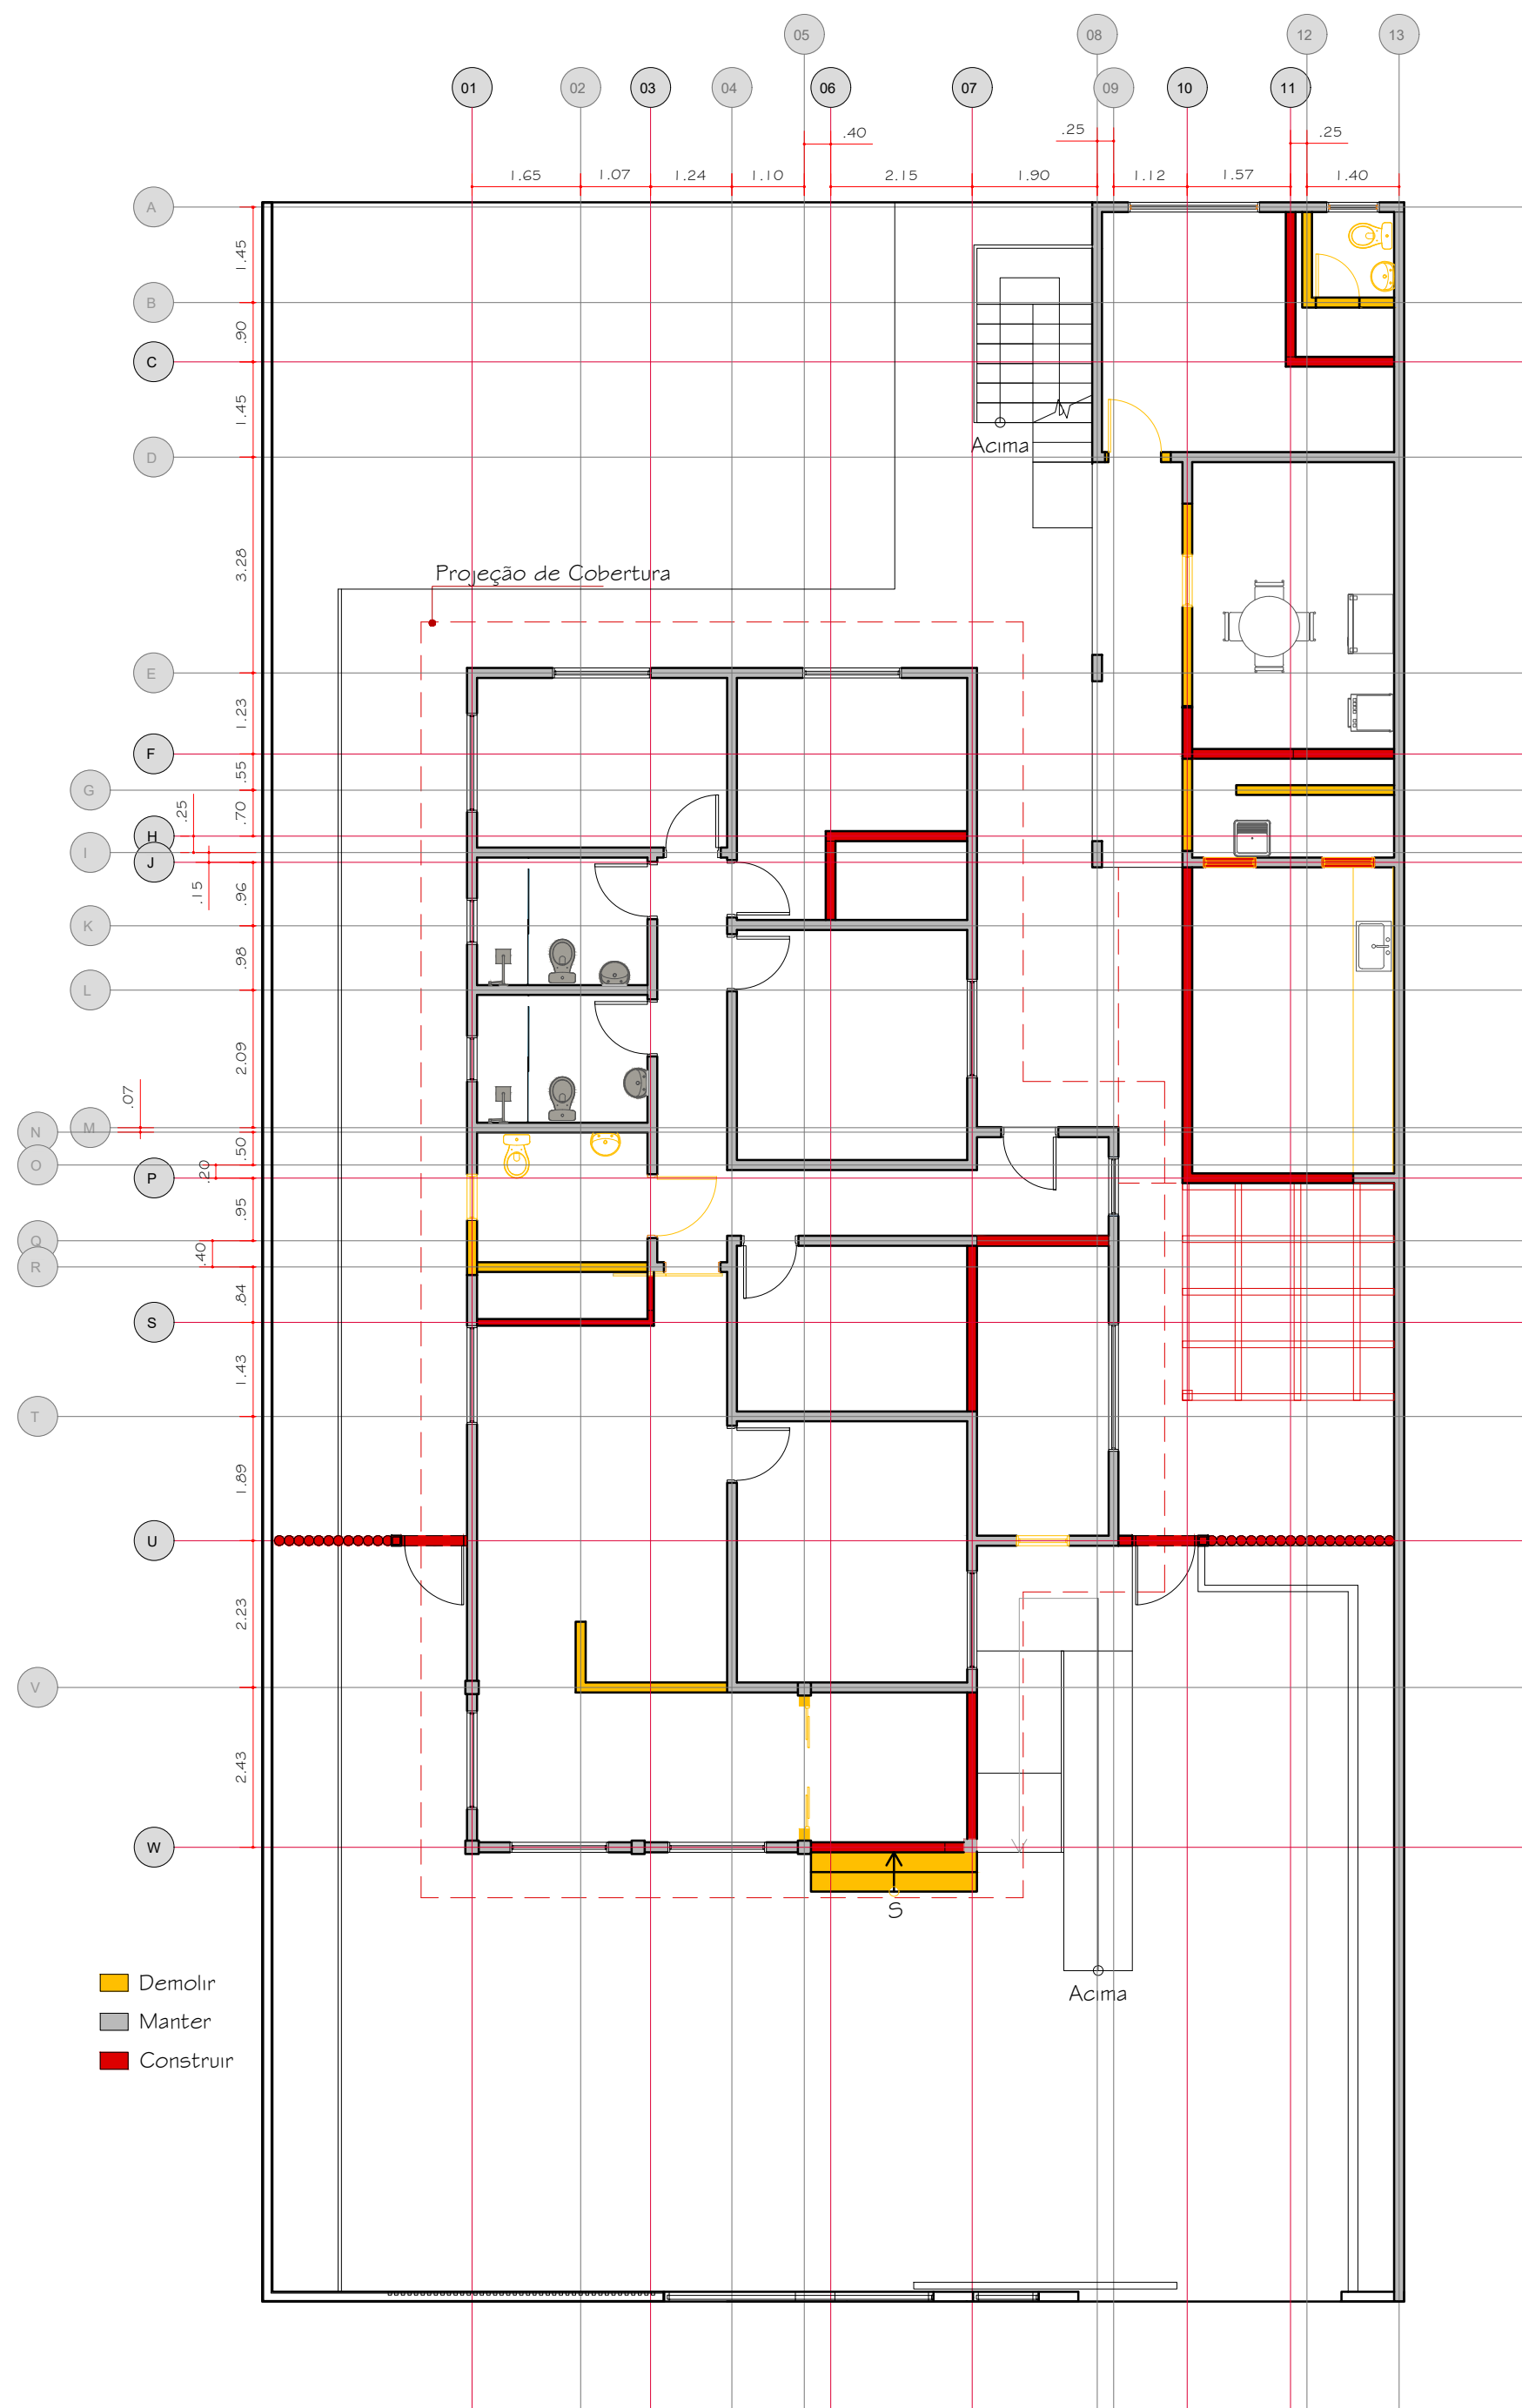 05 08 12 13
01 02 03 04 06 07 09 10 11
.40 .25 .25
1.65 1.07 1.24 1.10 2.15 1.90 1.12 1.57 1.40
A
1.45
B
.90
C
1.45
Acima
D
3.28
Projeção de Cobertura
E
1.23
F
.55
G
.70
.25
H
I
J
.15
.96
K
.98
L
2.09
.07
M
N
.50
O
.20
P
.95
Q
.40
R
.84
S
1.43
T
1.89
U
2.23
V
2.43
W
S
Acima
Demolir
Manter
Construir